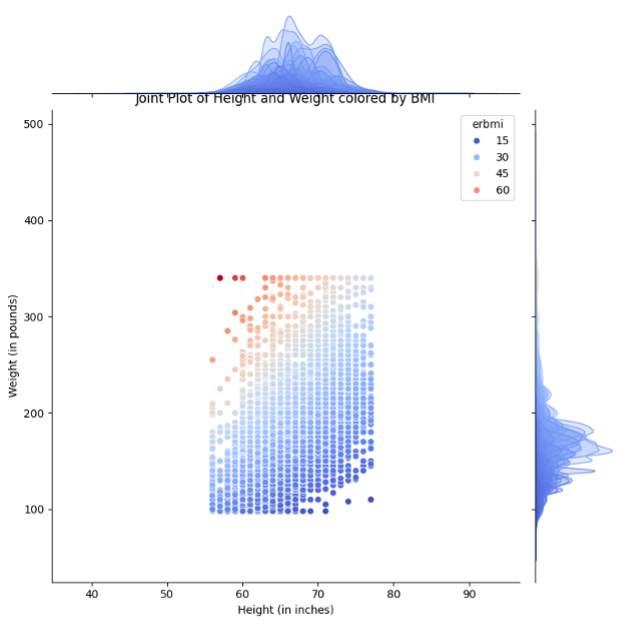 Joint Plot of Height and Weight colored by BMI
500
400
300
200
100
Weight (in pounds)
erbmi
15
30
45
60
40 50 60 70 80 90
Height (in inches)